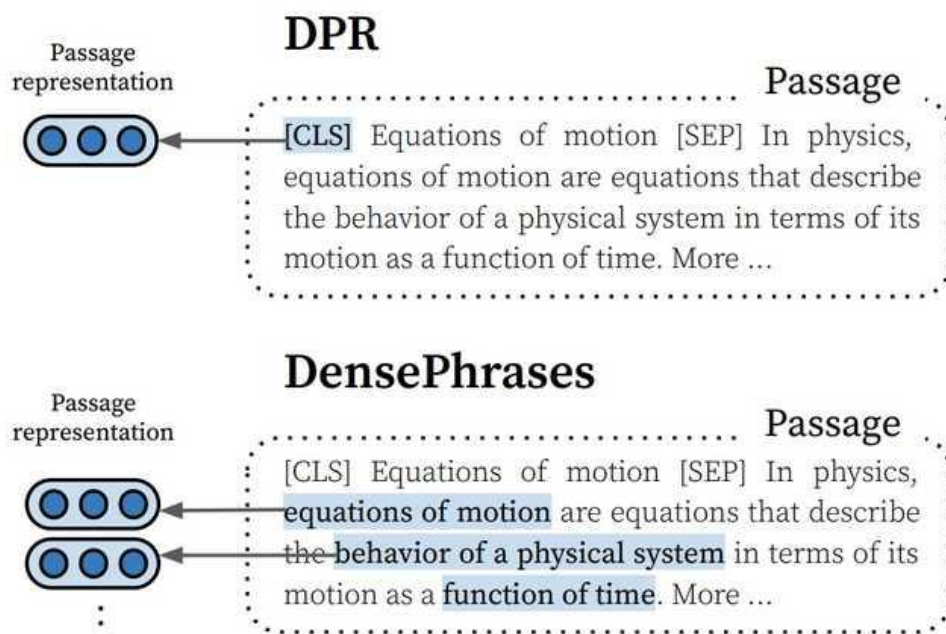 DPR
Passage
representation
Passage
[CLS] Equations of motion [SEP] In physics,
equations of motion are equations that describe
the behavior of a physical system in terms of its
motion as a function of time. More ...
DensePhrases
Passage
representation
Passage
[CLS] Equations of motion [SEP] In physics,
equations of motion are equations that describe
the behavior of a physical system in terms of its
motion as a function of time. More ...